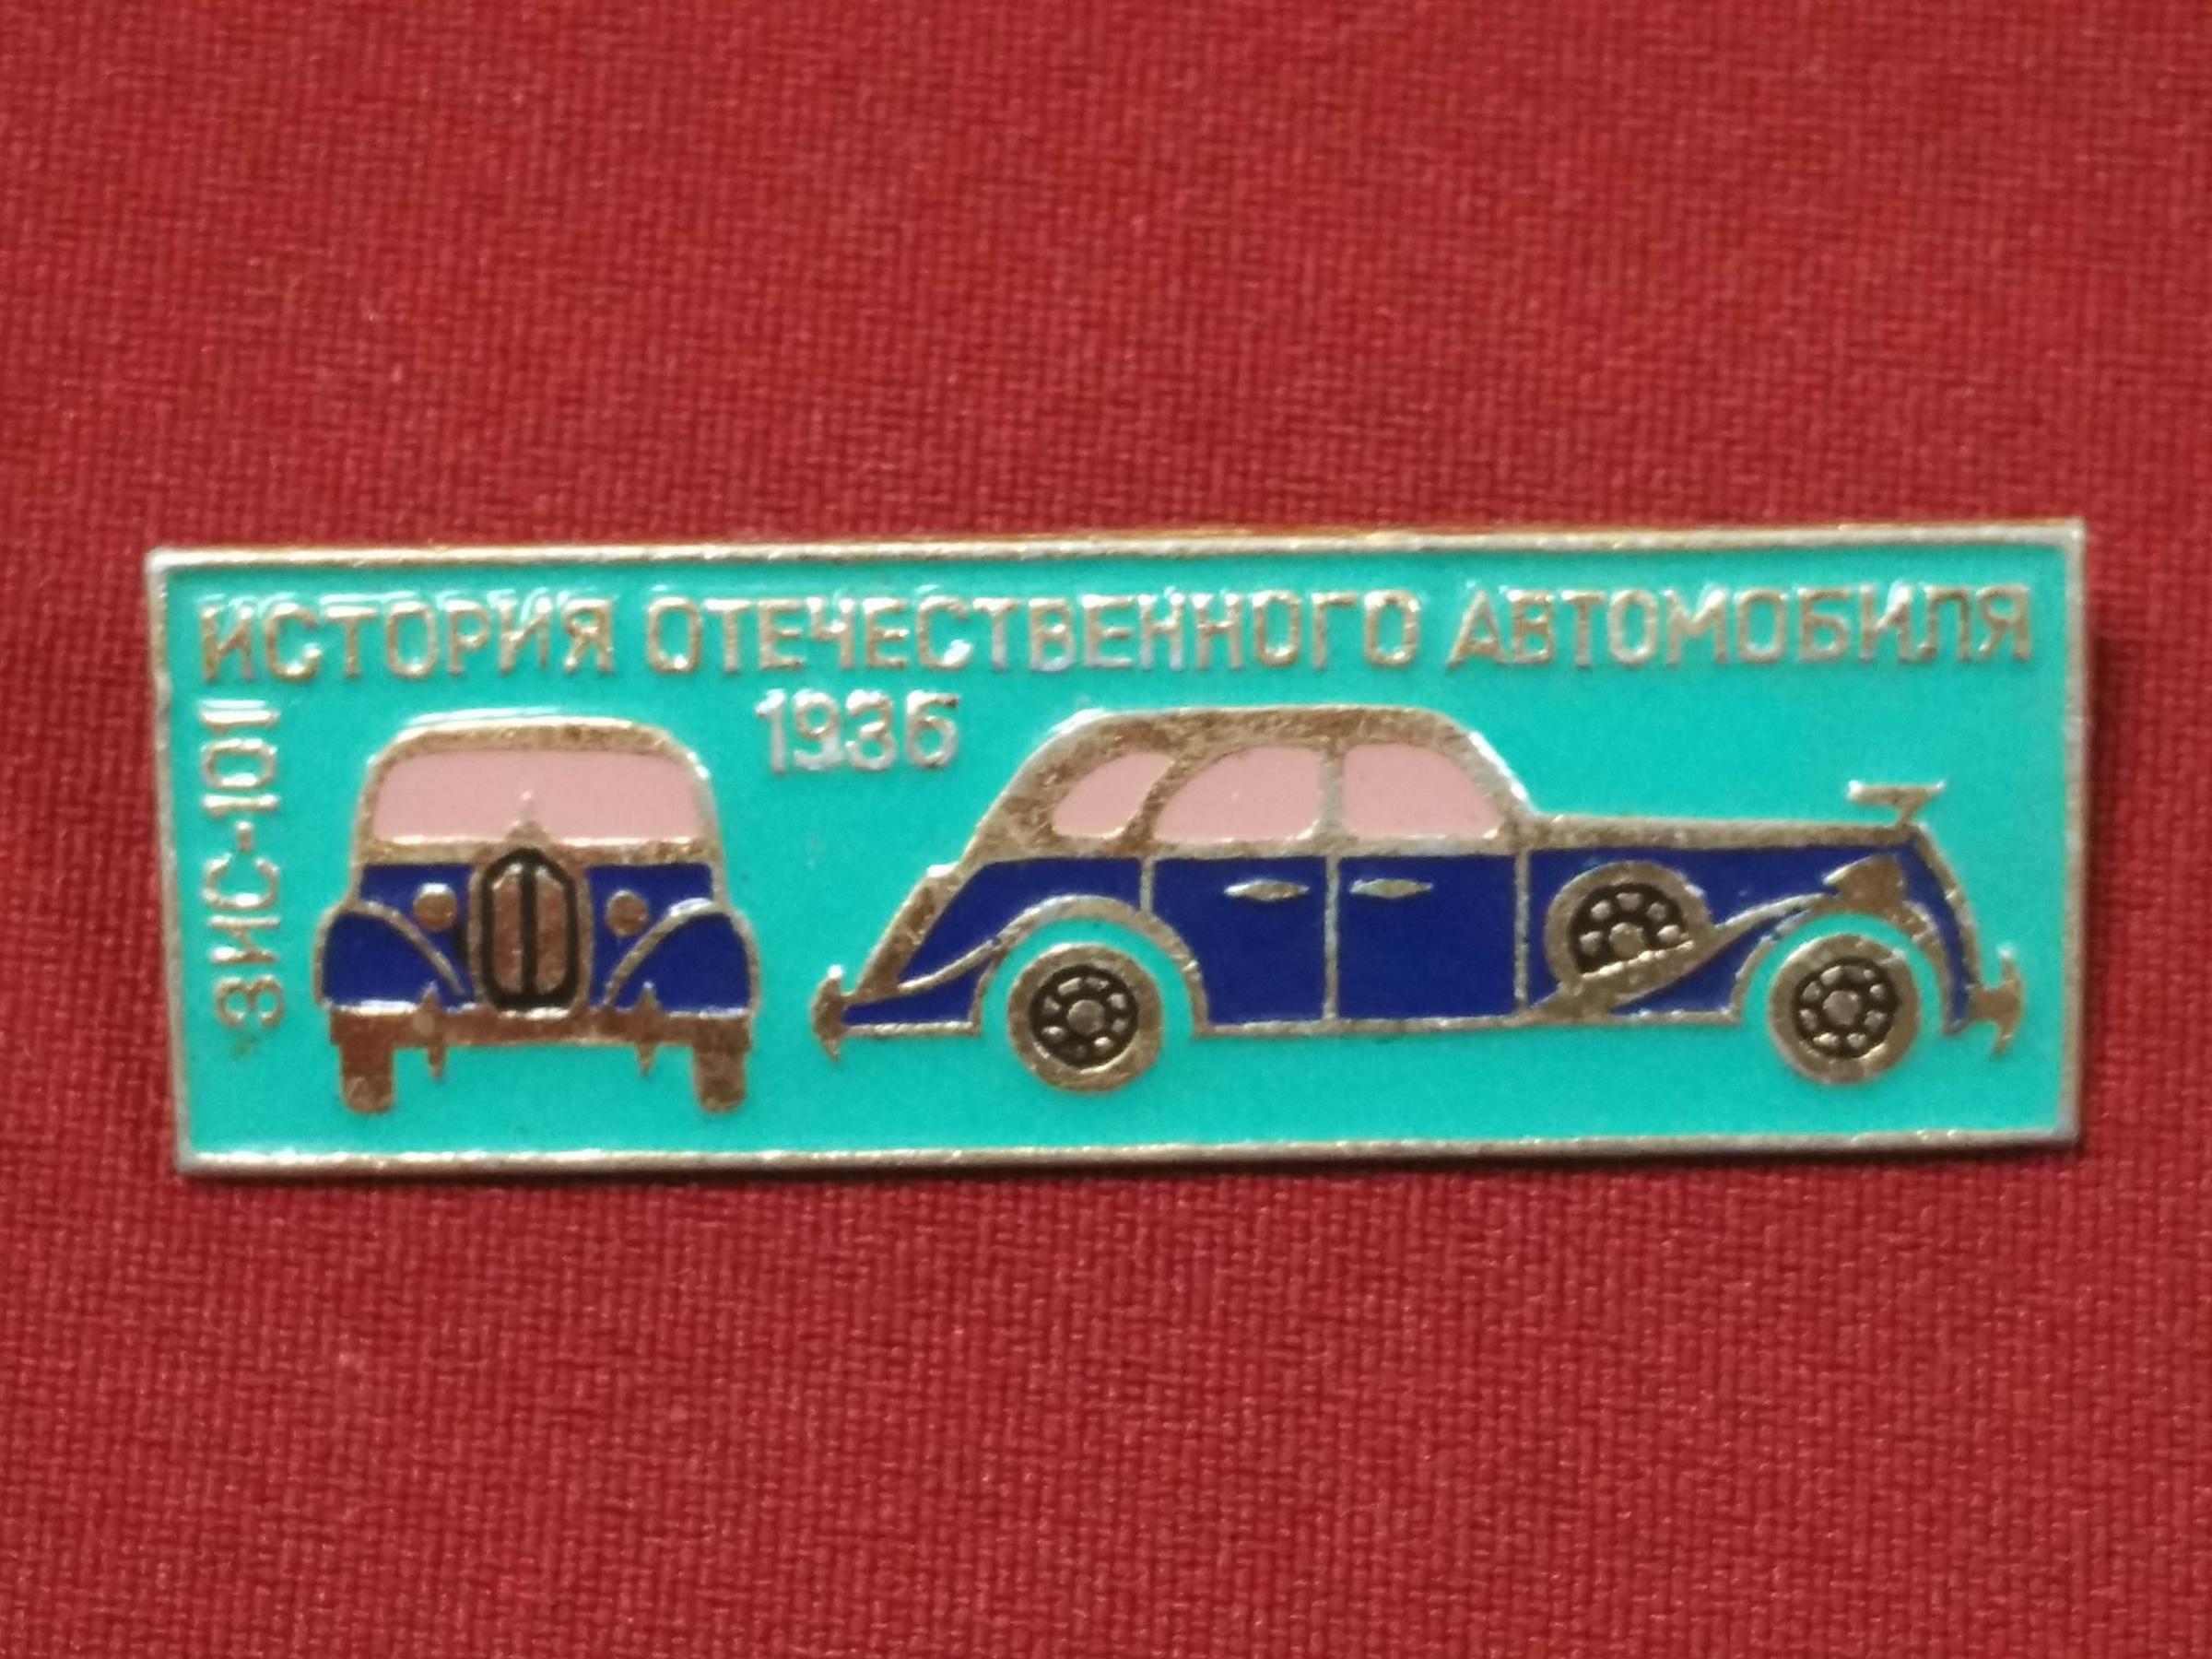 ИСТОРИЯ ОТЕЧЕСТВЕННОГО АВТОМОБИЛЯ
1936
ЗИС-101